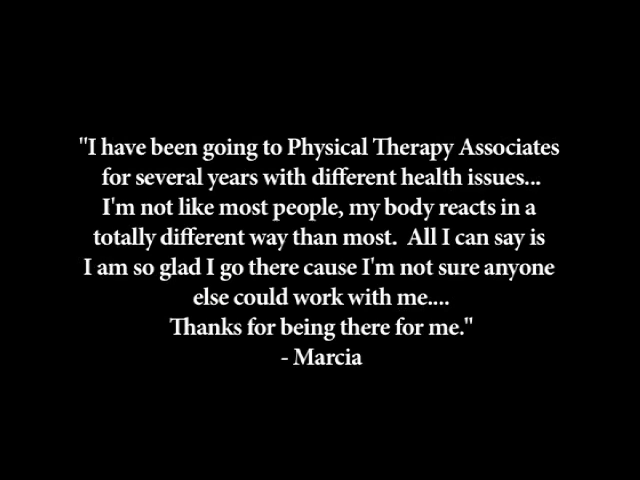 "I have been going to Physical Therapy Associates
for several years with different health issues...
I'm not like most people, my body reacts in a
totally different way than most.  All I can say is
I am so glad I go there cause I'm not sure anyone
else could work with me....
Thanks for being there for me."
- Marcia